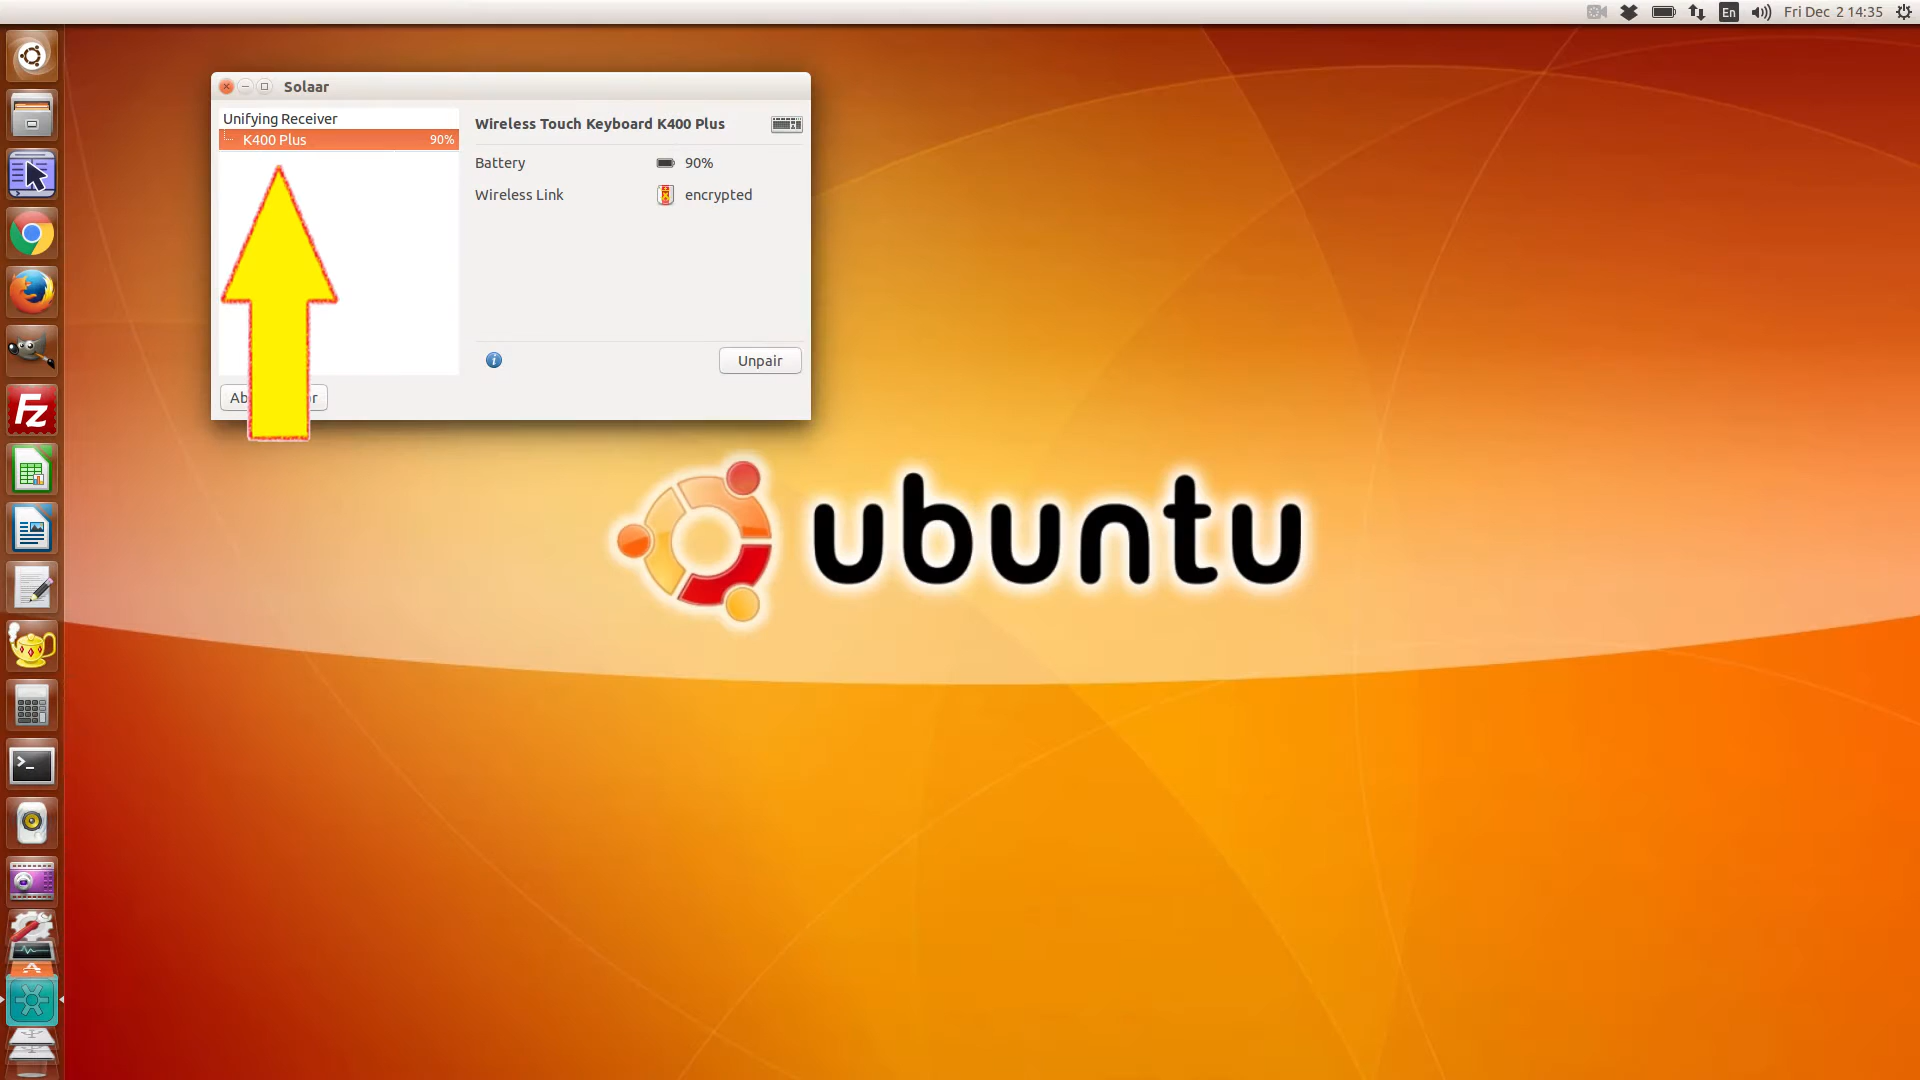 En
Fri Dec 2 14:35
Solaar
Unifying Receiver
K400 Plus 90%
Wireless Touch Keyboard K400 Plus
Battery 90%
Wireless Link encrypted
Unpair
Fz
ubuntu